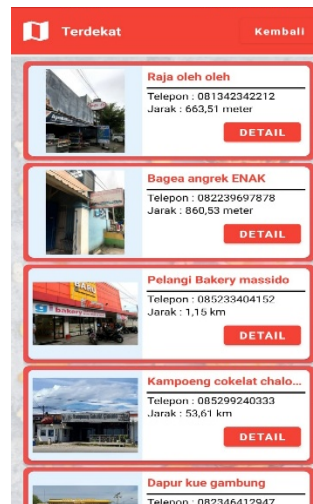 Terdekat
Kembali
Raja oleh oleh
Telepon : 081342342212
Jarak : 663,51 meter
DETAIL
Bagea angrek ENAK
Telepon : 082239697878
Jarak : 860,53 meter
DETAIL
Pelangi Bakery massido
Telepon : 085233404152
Jarak : 1,15 km
DETAIL
Kampoeng cokelat chalo...
Telepon : 085299240333
Jarak : 53,61 km
DETAIL
Dapur kue gambung
Telepon : 082346412947